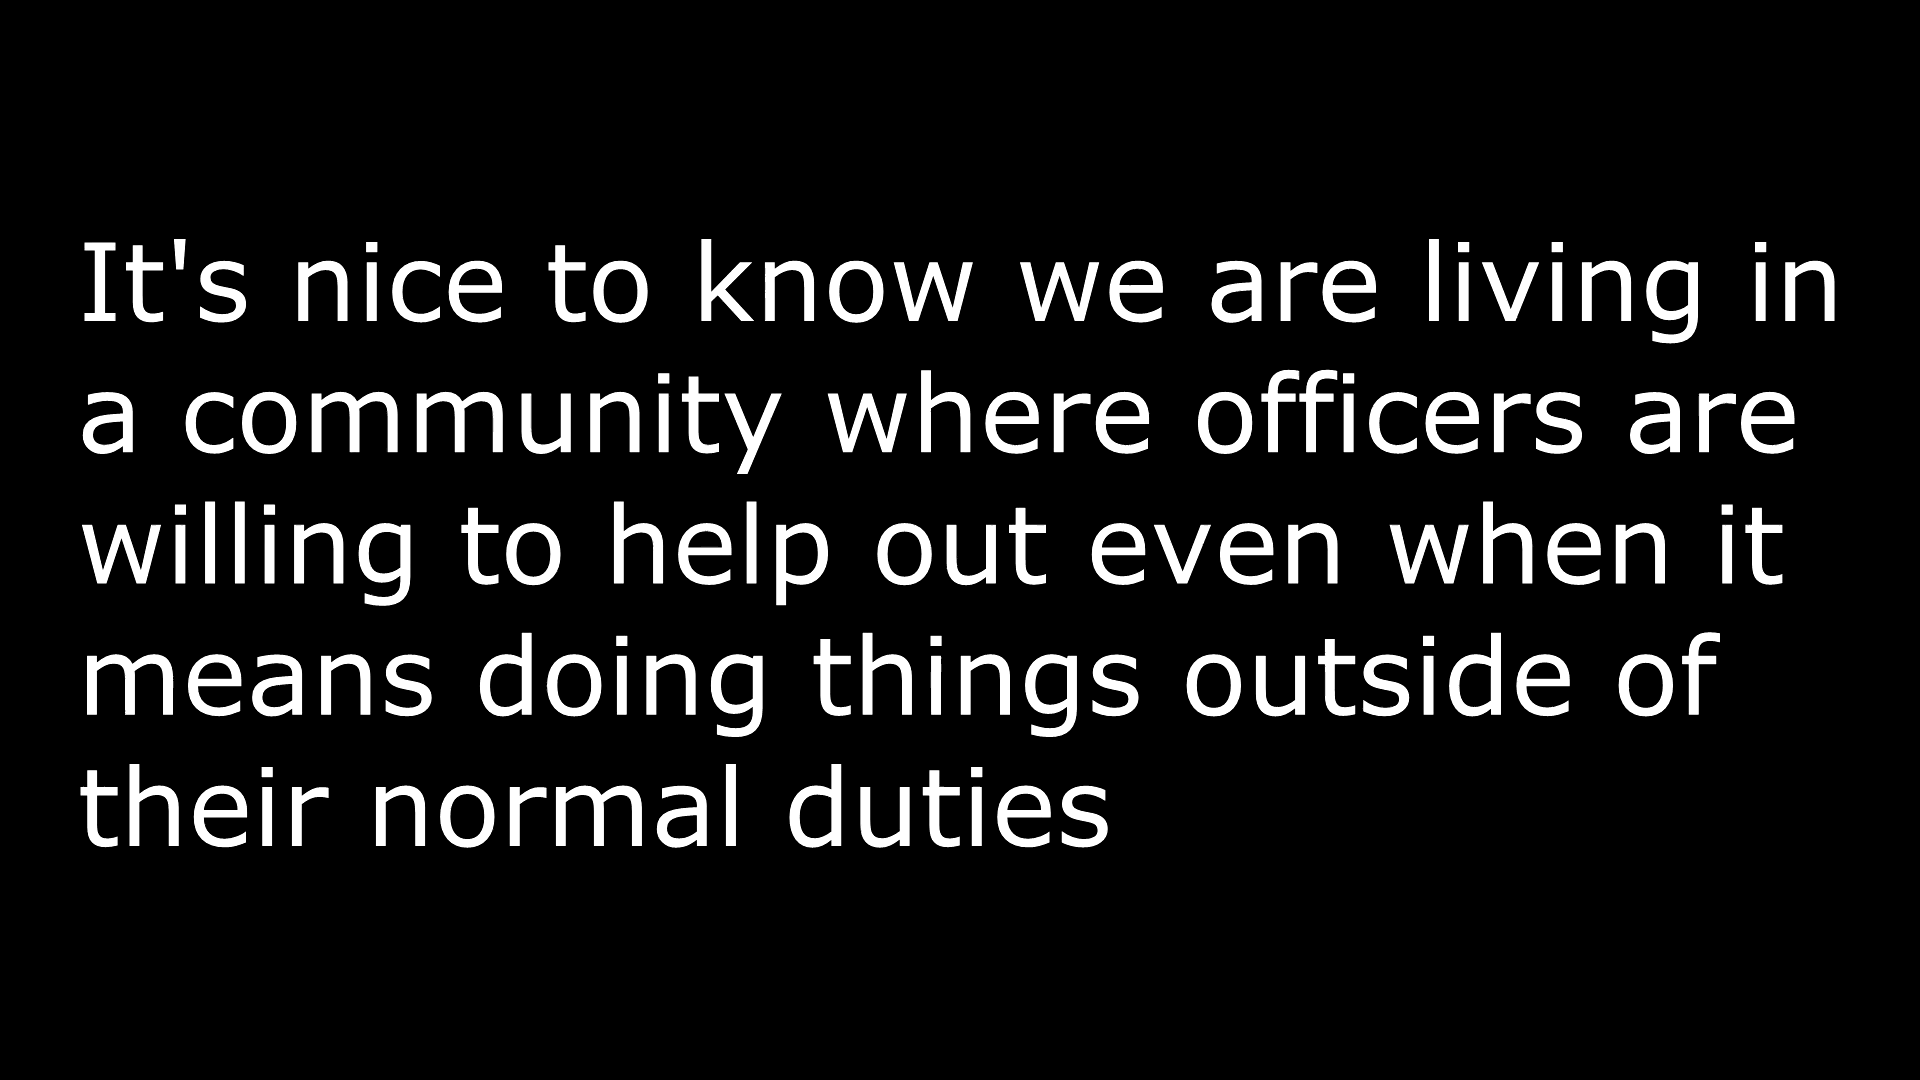 It's nice to know we are living in
a community where officers are
willing to help out even when it
means doing things outside of
their normal duties